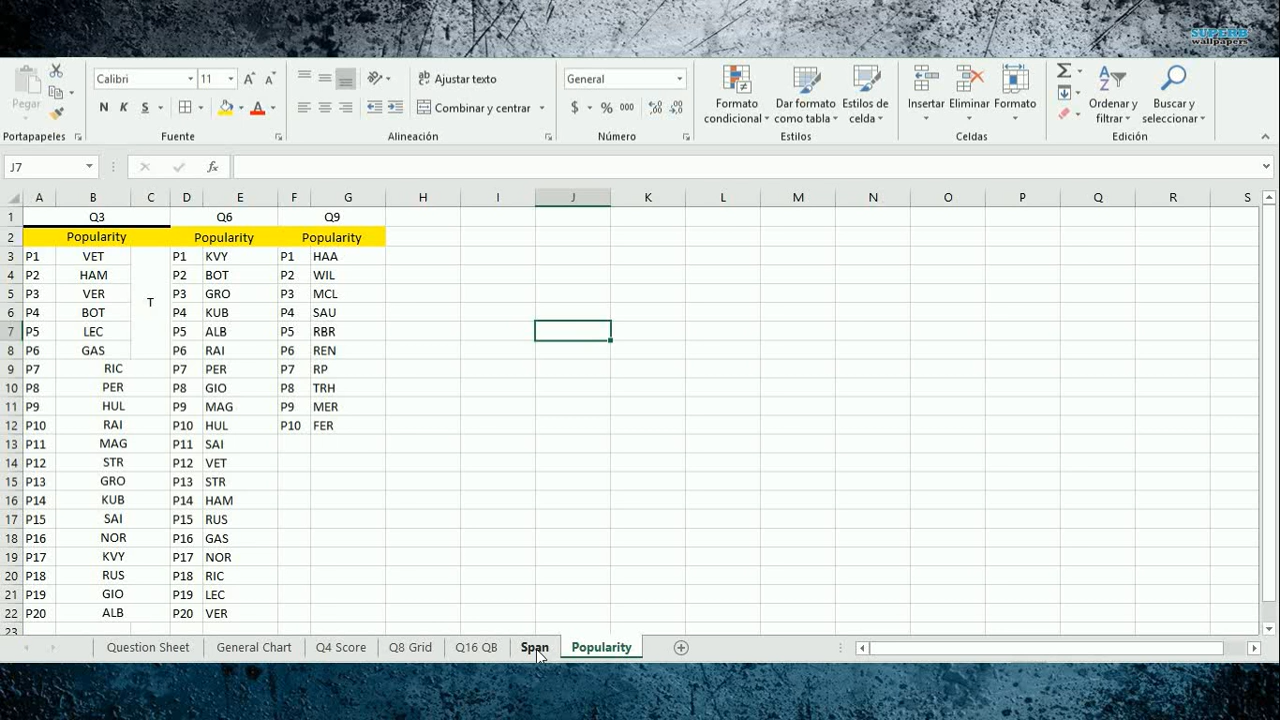 SUPERB
wallpapers
Pegar
Portapapeles
Calibri 11
N K S
Fuente
Ajustar texto
Combinar y centrar
Alineación
General
$ % 000
Número
Formato
condicional
Dar formato
como tabla
Estilos de
celda
Estilos
Insertar
Eliminar
Formato
Celdas
Ordenar y
filtrar
Buscar y
seleccionar
Edición
J7 fx
A B C D E F G H I J K L M N O P Q R S
1 Q3 Q6 Q9
2 Popularity Popularity Popularity
3 P1 VET P1 KVY P1 HAA
4 P2 HAM P2 BOT P2 WIL
5 P3 VER T P3 GRO P3 MCL
6 P4 BOT P4 KUB P4 SAU
7 P5 LEC P5 ALB P5 RBR
8 P6 GAS P6 RAI P6 REN
9 P7 RIC P7 PER P7 RP
10 P8 PER P8 GIO P8 TRH
11 P9 HUL P9 MAG P9 MER
12 P10 RAI P10 HUL P10 FER
13 P11 MAG P11 SAI
14 P12 STR P12 VET
15 P13 GRO P13 STR
16 P14 KUB P14 HAM
17 P15 SAI P15 RUS
18 P16 NOR P16 GAS
19 P17 KVY P17 NOR
20 P18 RUS P18 RIC
21 P19 GIO P19 LEC
22 P20 ALB P20 VER
23
Question Sheet General Chart Q4 Score Q8 Grid Q16 QB Span Popularity